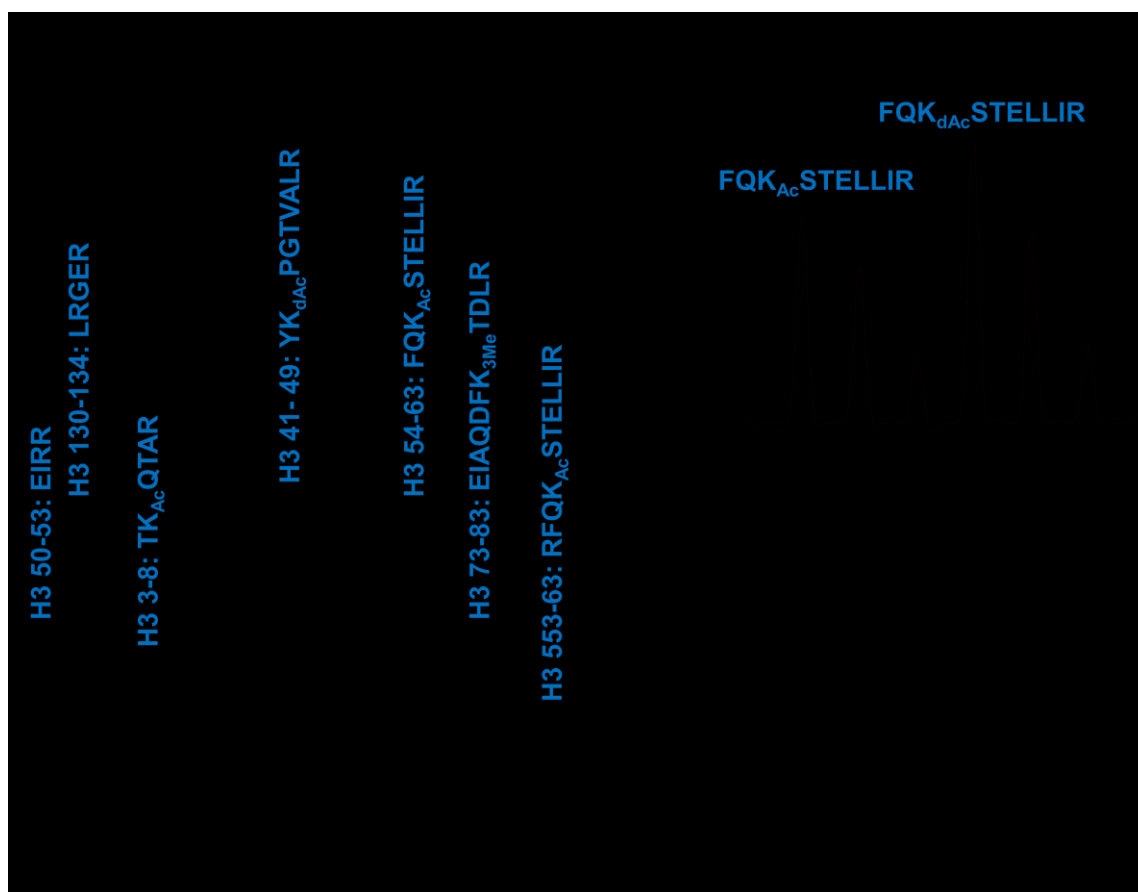 H3 50-53: EIRR
H3 130-134: LRGER
H3 3-8: TKAcQTAR
H3 41- 49: YKdAcPGTVALR
H3 54-63: FQKAcSTELLIR
H3 73-83: EIAQDFK3MeTDLR
H3 553-63: RFQKAcSTELLIR
FQKAcSTELLIR
FQKdAcSTELLIR